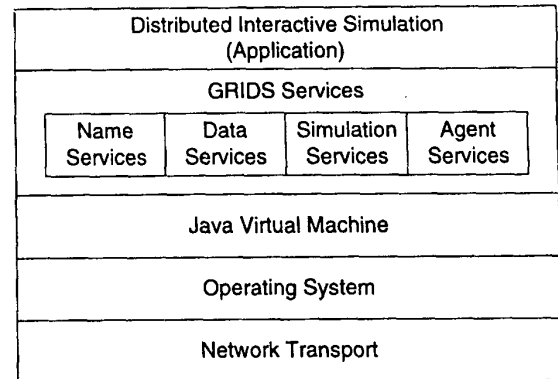 Distributed Interactive Simulation
(Application)
GRIDS Services
Name Services
Data Services
Simulation Services
Agent Services
Java Virtual Machine
Operating System
Network Transport